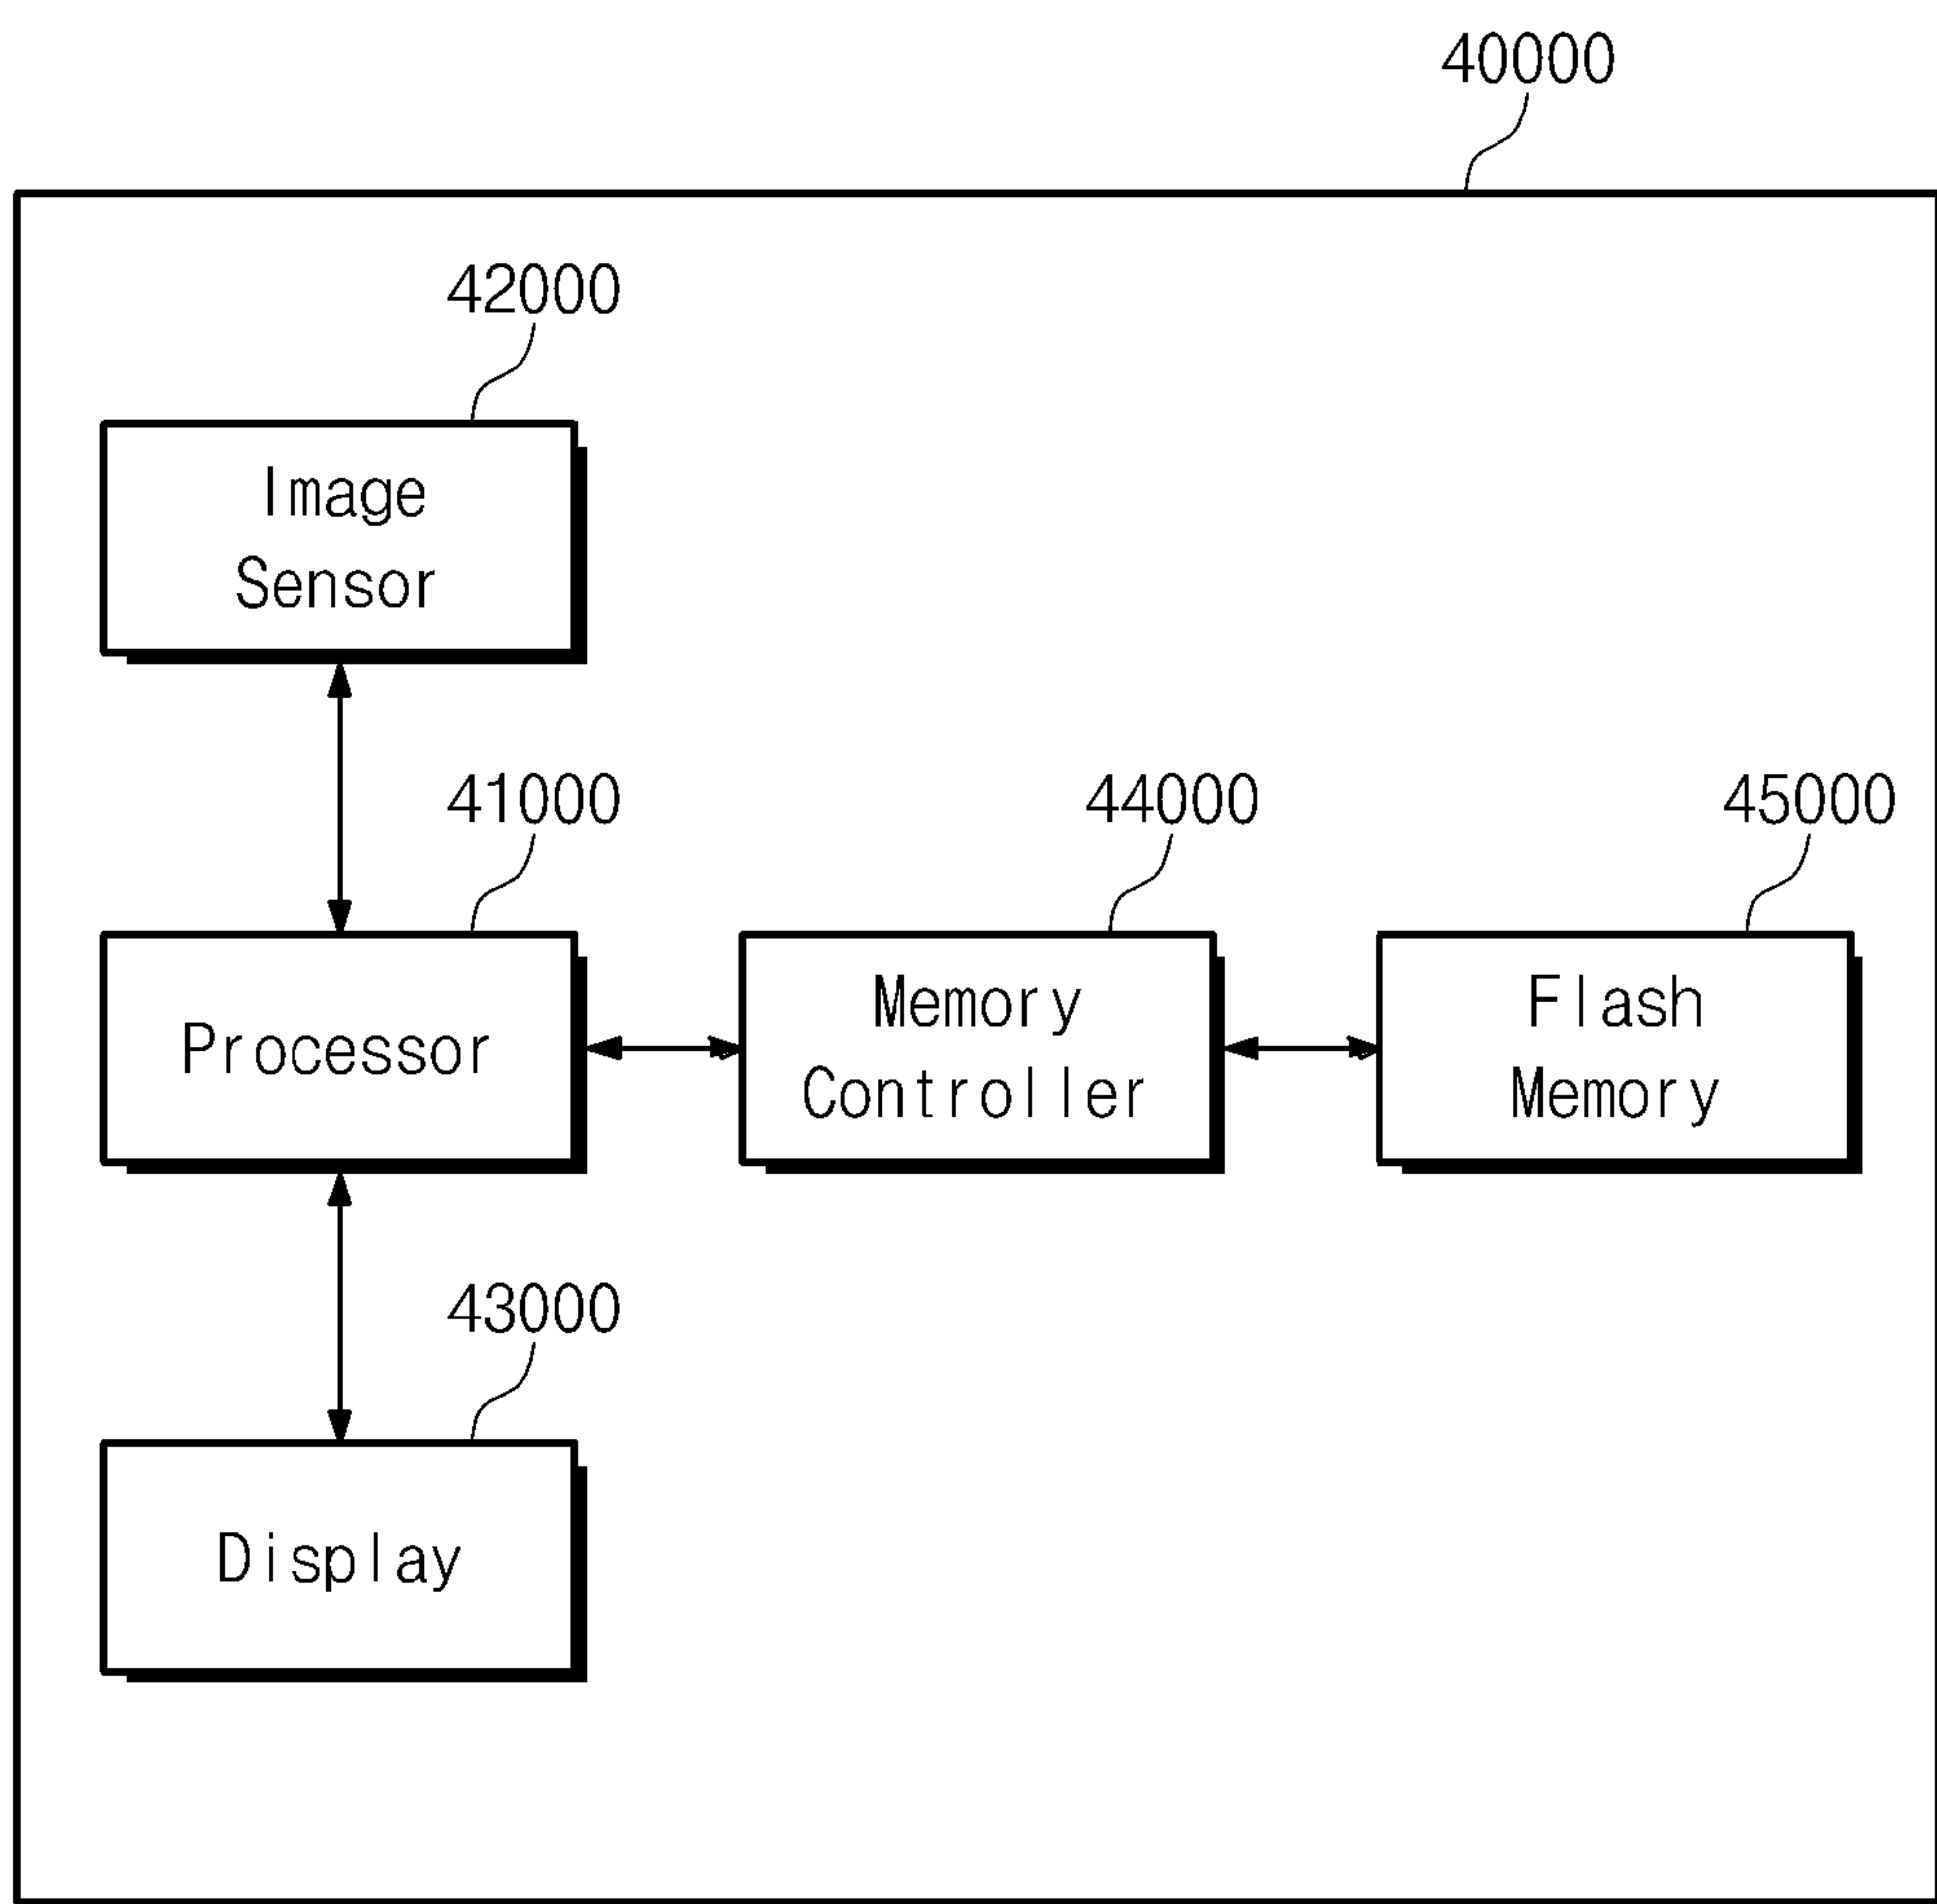 40000
42000
Image
Sensor
41000
44000
45000
Processor
Memory
Controller
Flash
Memory
43000
Display